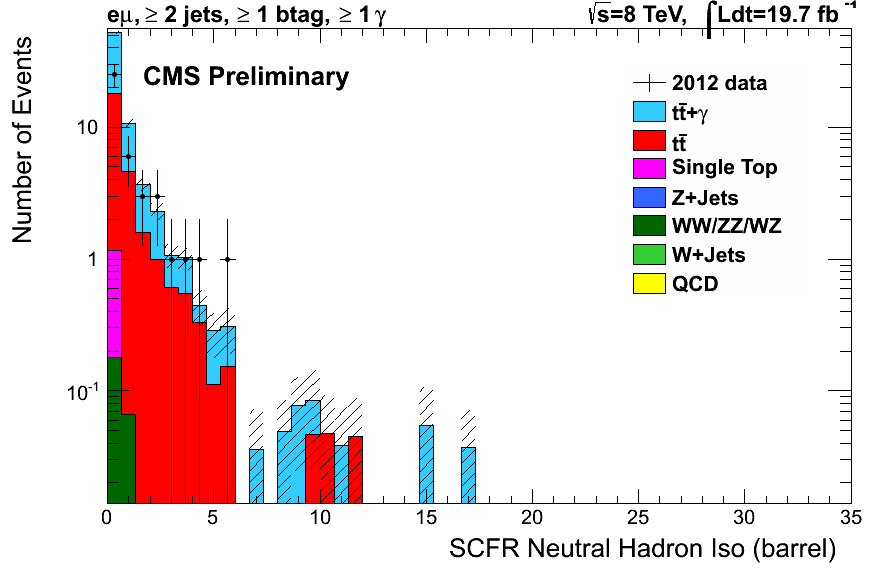 eμ, ≥ 2 jets, ≥ 1 btag, ≥ 1 γ
√s=8 TeV, ∫Ldt=19.7 fb⁻¹
CMS Preliminary
Number of Events
2012 data
tt̄+γ
tt̄
Single Top
Z+Jets
WW/ZZ/WZ
W+Jets
QCD
10
1
10⁻¹
0 5 10 15 20 25 30 35
SCFR Neutral Hadron Iso (barrel)